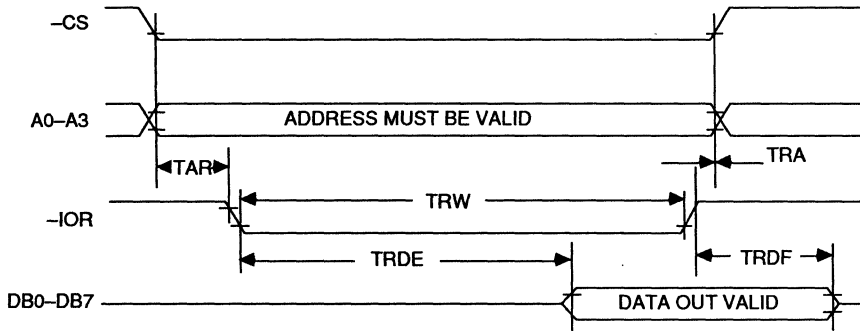 –CS
A0–A3
ADDRESS MUST BE VALID
TAR
TRA
–IOR
TRW
TRDE
TRDF
DB0–DB7
DATA OUT VALID